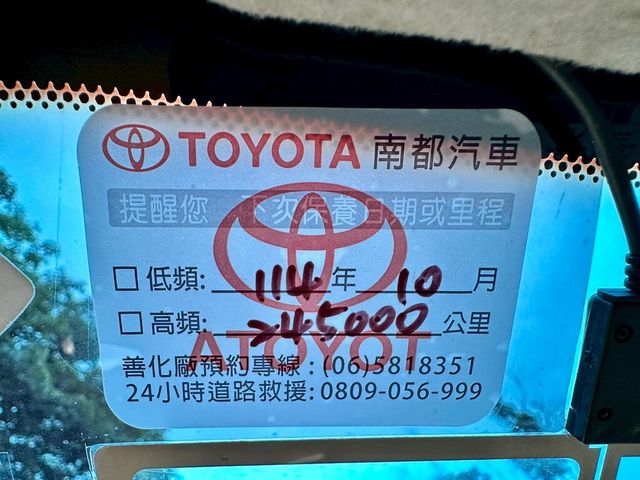 TOYOTA 南都汽車
提醒您 下次保養日期或里程
□ 低頻: 114 年 10 月
□ 高頻: 245000 公里
善化廠預約專線 : (06)5818351
24小時道路救援: 0809-056-999
TOYOTA